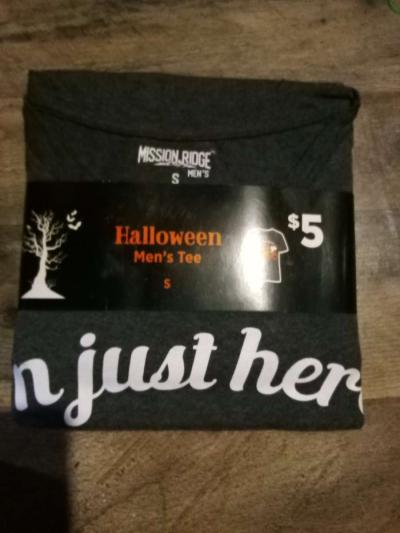 MISSION RIDGE
MEN'S
S
Halloween
Men's Tee
S
$5
n just her